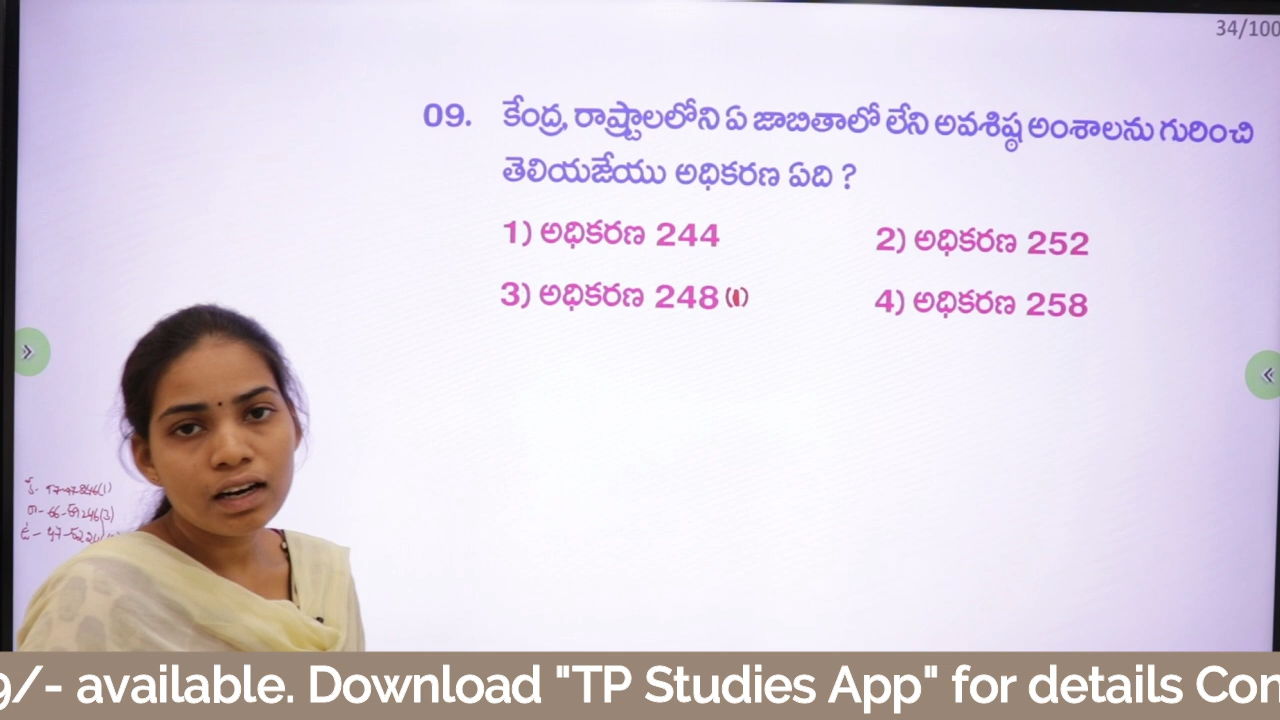 34/100
09. కేంద్ర, రాష్ట్రాలలోని ఏ జాబితాలో లేని అవశిష్ఠ అంశాలను గురించి
తెలియజేయు అధికరణ ఏది ?
1) అధికరణ 244 2) అధికరణ 252
3) అధికరణ 248 (1) 4) అధికరణ 258
9/- available. Download "TP Studies App" for details Con